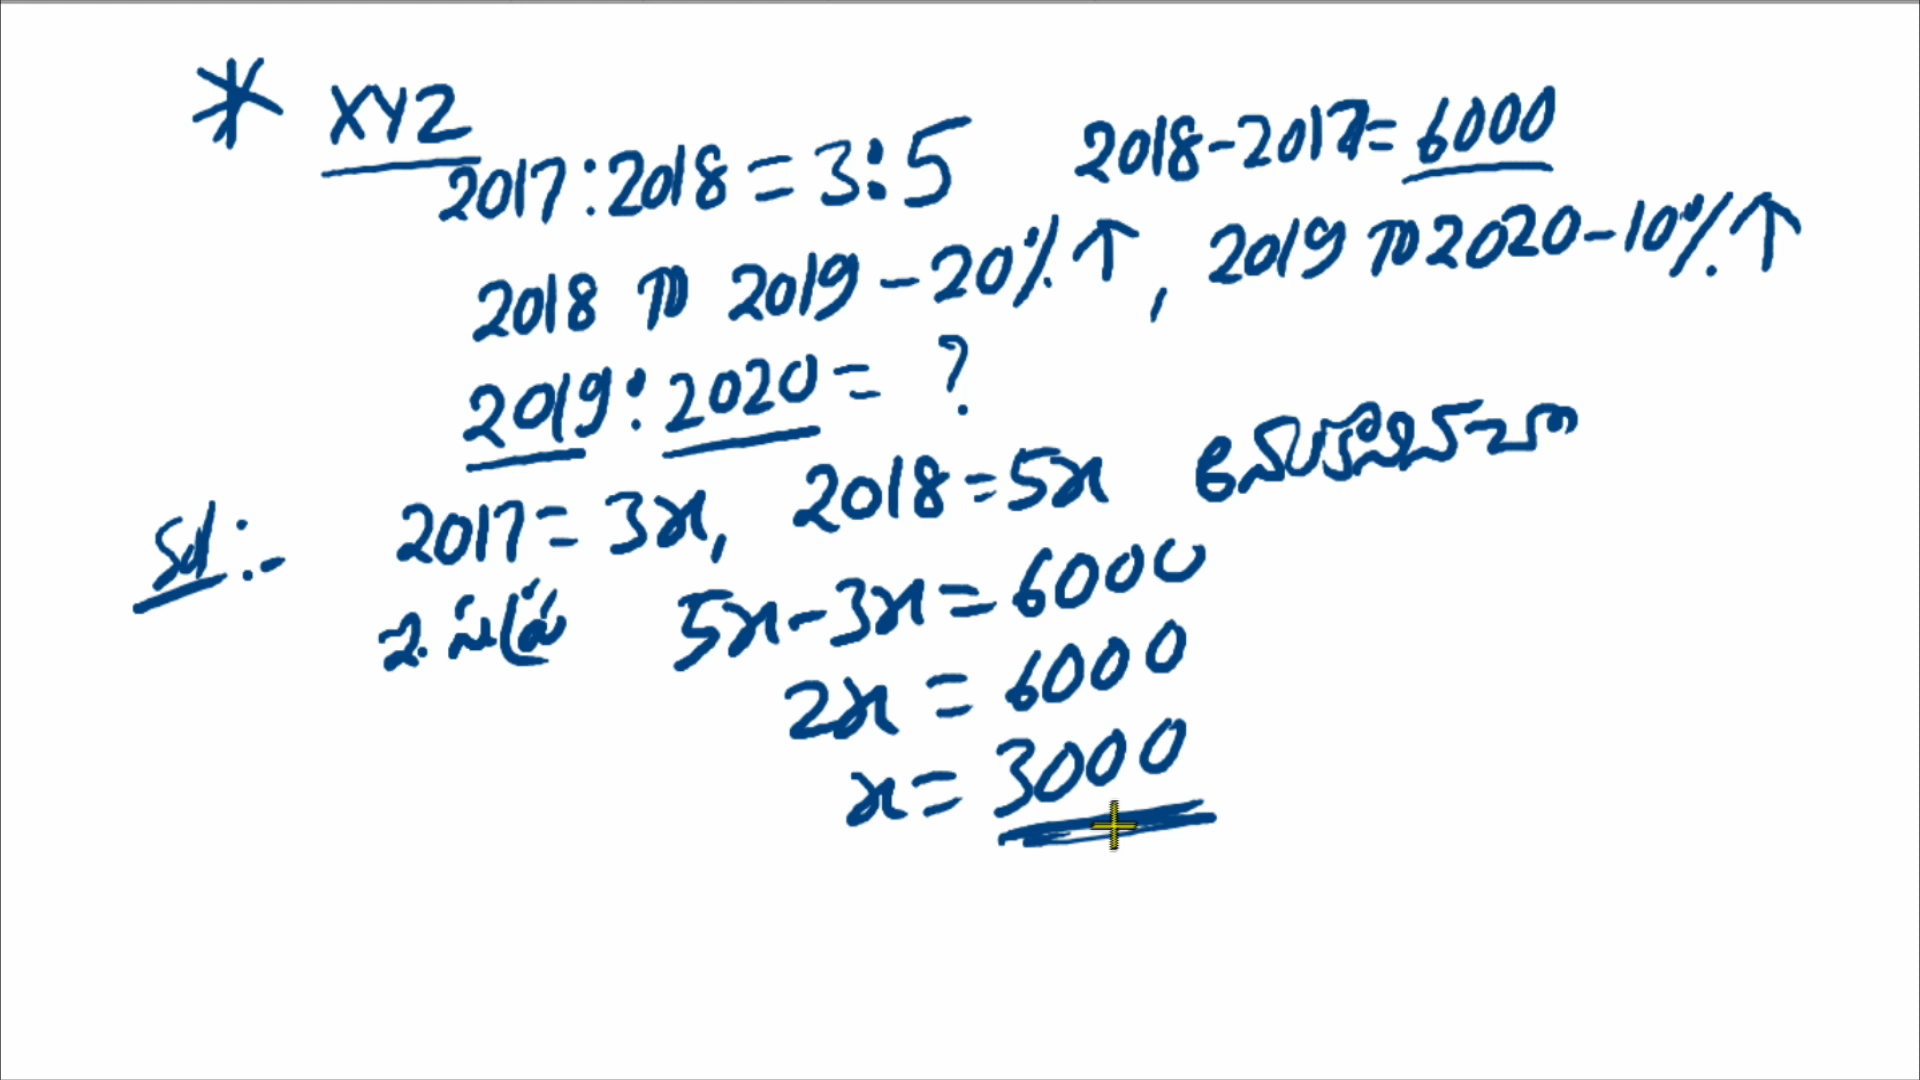 * XYZ
2017:2018=3:5 2018-2017=6000
2018 to 2019-20%↑, 2019 to 2020-10%↑
2019:2020= ?
Sol:- 2017=3x, 2018=5x అనుకొనిన
5x-3x=6000
2x=6000
x=3000